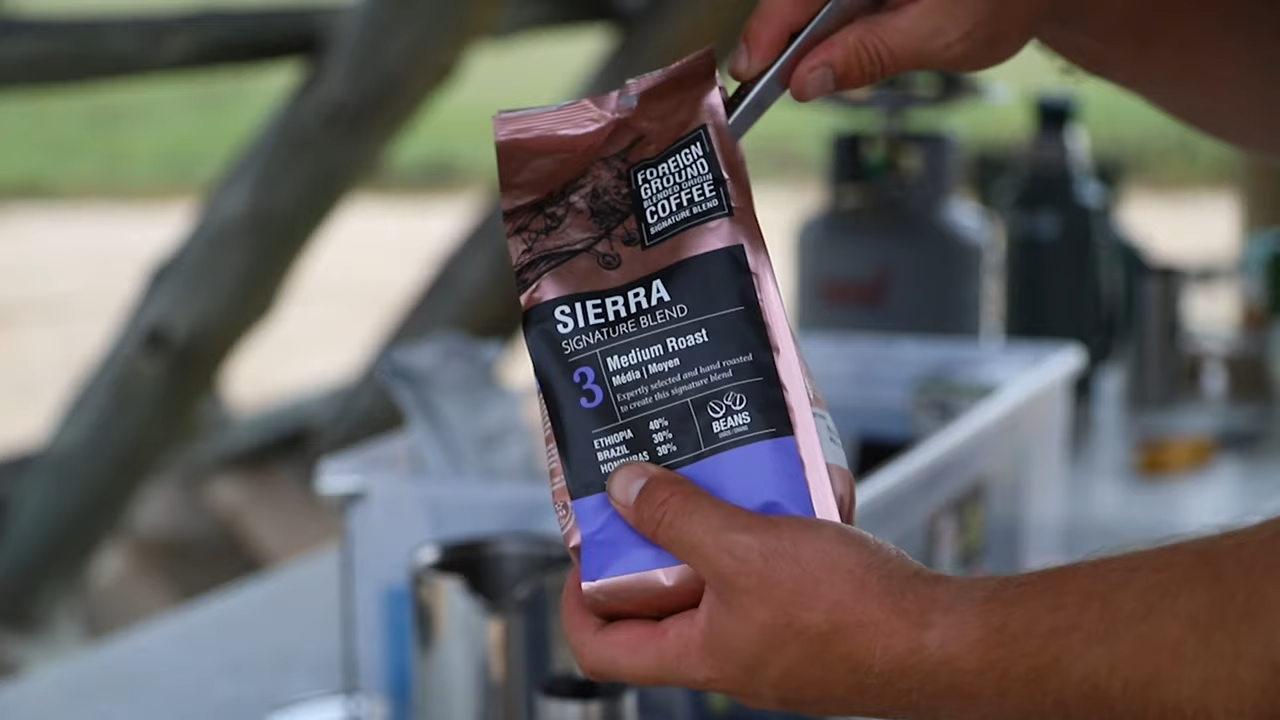 FOREIGN
GROUND
BLENDED ORIGIN
COFFEE
SIGNATURE BLEND
SIERRA
SIGNATURE BLEND
3
Medium Roast
Média | Moyen
Expertly selected and hand roasted
to create this signature blend
ETHIOPIA 40%
BRAZIL 30%
HONDURAS 30%
BEANS